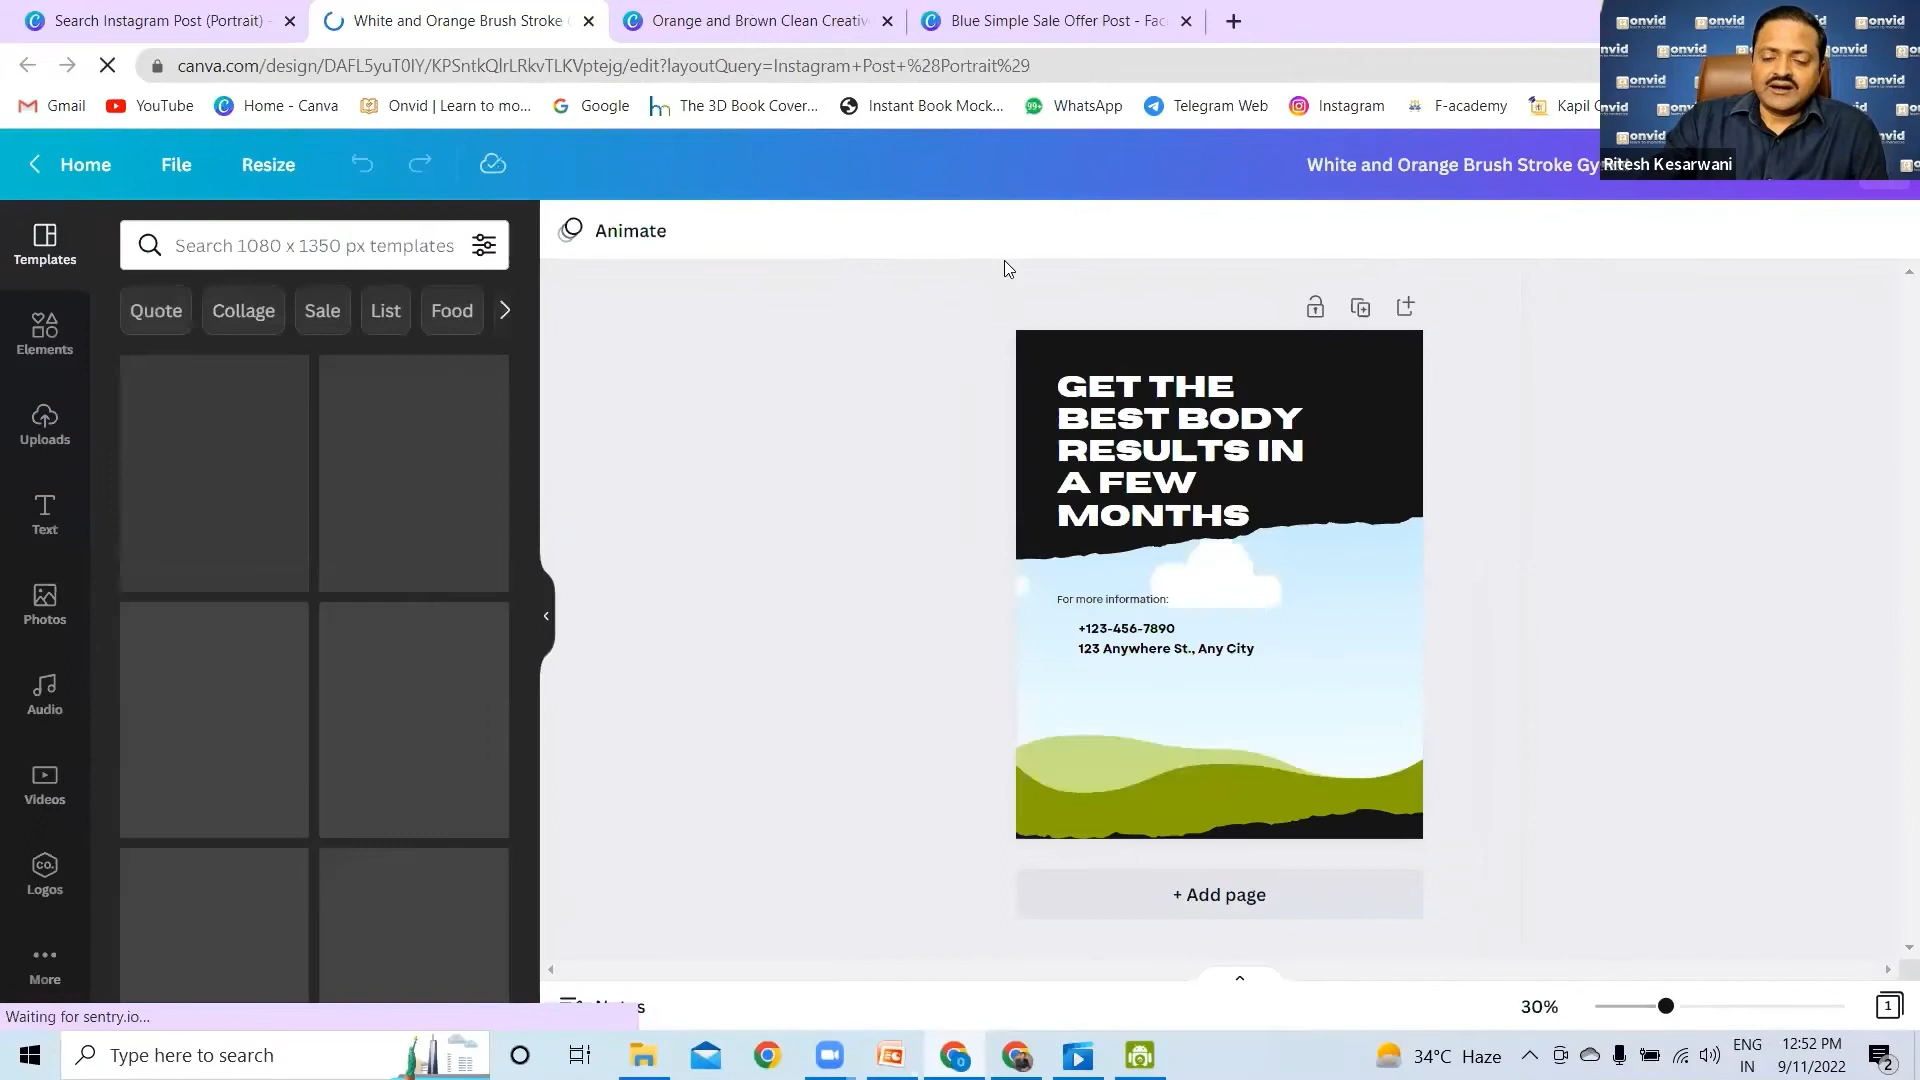 Search Instagram Post (Portrait) -
White and Orange Brush Stroke
Orange and Brown Clean Creativ
Blue Simple Sale Offer Post - Fac
canva.com/design/DAFL5yuT0IY/KPSntkQlrLRkvTLKVptejg/edit?layoutQuery=Instagram+Post+%28Portrait%29
Gmail
YouTube
Home - Canva
Onvid | Learn to mo...
Google
The 3D Book Cover...
Instant Book Mock...
99+
WhatsApp
Telegram Web
Instagram
F-academy
Kapil
Home
File
Resize
White and Orange Brush Stroke Gy
Ritesh Kesarwani
onvid
Templates
Elements
Uploads
Text
Photos
Audio
Videos
CO.
Logos
More
Search 1080 x 1350 px templates
Quote
Collage
Sale
List
Food
Animate
GET THE
BEST BODY
RESULTS IN
A FEW
MONTHS
For more information:
+123-456-7890
123 Anywhere St., Any City
+ Add page
30%
1
Waiting for sentry.io...
Type here to search
34°C Haze
ENG
IN
12:52 PM
9/11/2022
2